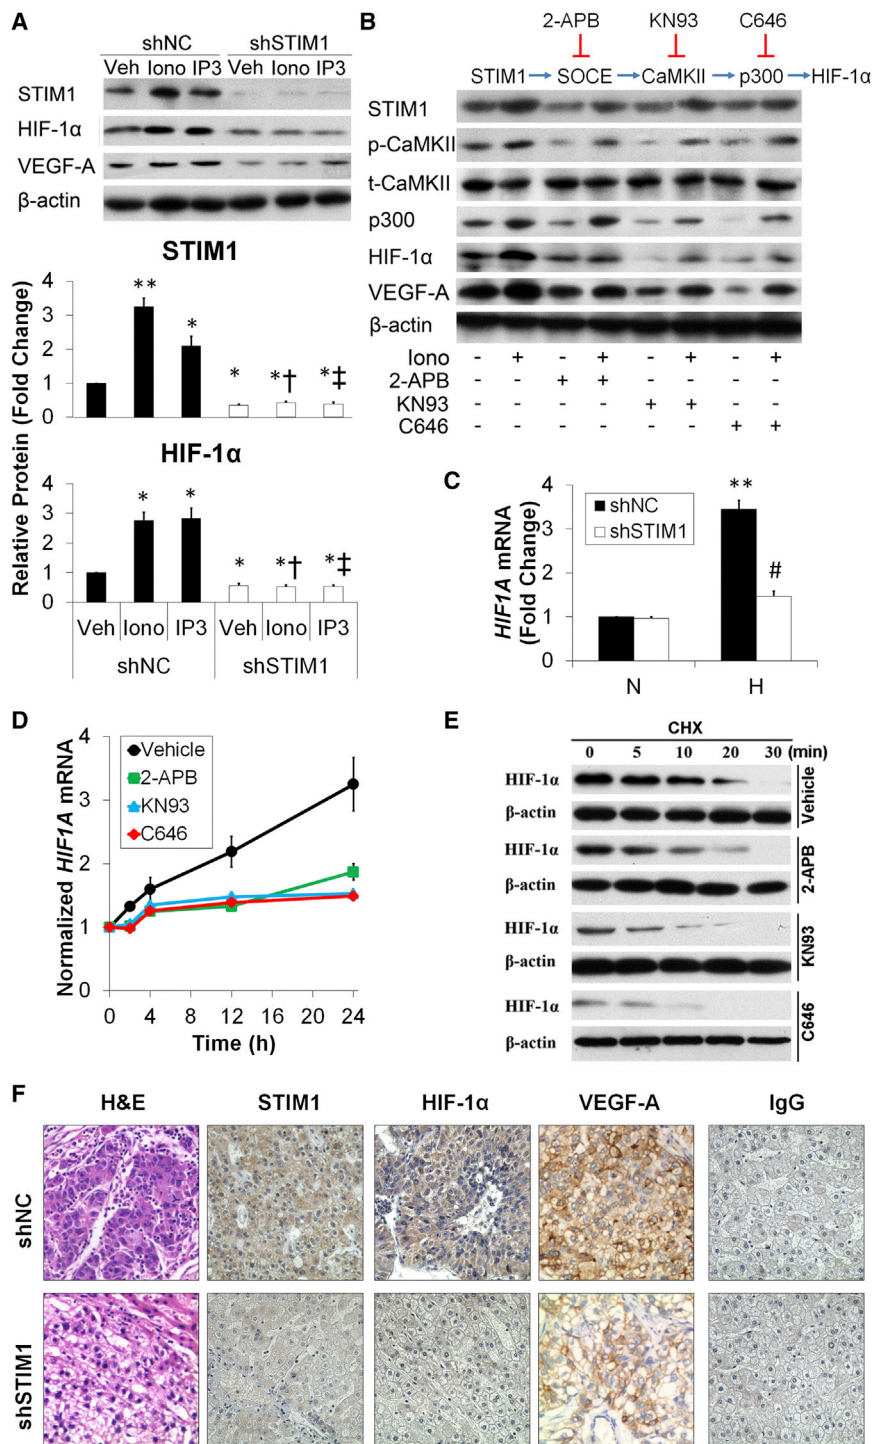 A
shNC shSTIM1
Veh Iono IP3 Veh Iono IP3
STIM1
HIF-1α
VEGF-A
β-actin
STIM1
4
3
2
1
0
**
*
*
*†
*‡
HIF-1α
4
3
2
1
0
*
*
*
*†
*‡
Relative Protein (Fold Change)
Veh Iono IP3 Veh Iono IP3
shNC shSTIM1
B
2-APB KN93 C646
STIM1 SOCE CaMKII p300 HIF-1α
STIM1
p-CaMKII
t-CaMKII
p300
HIF-1α
VEGF-A
β-actin
Iono - + - + - + - +
2-APB - - + + - - - -
KN93 - - - - + + - -
C646 - - - - - - + +
C
HIF1A mRNA
(Fold Change)
4
3
2
1
0
shNC
shSTIM1
**
#
N H
D
Normalized HIF1A mRNA
4
3
2
1
0
Vehicle
2-APB
KN93
C646
0 4 8 12 16 20 24
Time (h)
E
CHX
0 5 10 20 30 (min)
HIF-1α
β-actin
Vehicle
HIF-1α
β-actin
2-APB
HIF-1α
β-actin
KN93
HIF-1α
β-actin
C646
F
H&E STIM1 HIF-1α VEGF-A IgG
shNC
shSTIM1